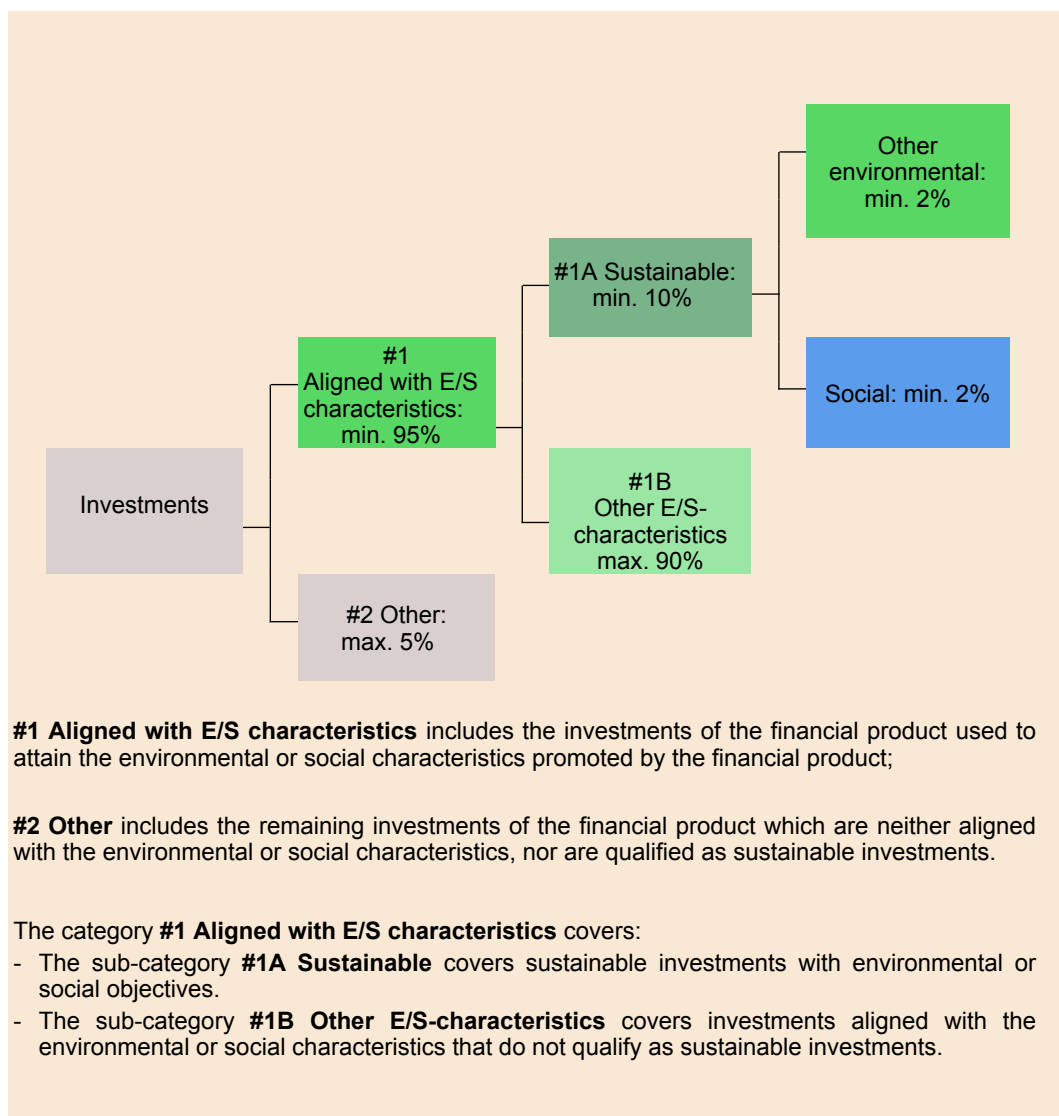 Other
environmental:
min. 2%
#1A Sustainable:
min. 10%
#1
Aligned with E/S
characteristics:
min. 95%
Social: min. 2%
Investments
#1B
Other E/S-
characteristics
max. 90%
#2 Other:
max. 5%
#1 Aligned with E/S characteristics includes the investments of the financial product used to
attain the environmental or social characteristics promoted by the financial product;
#2 Other includes the remaining investments of the financial product which are neither aligned
with the environmental or social characteristics, nor are qualified as sustainable investments.
The category #1 Aligned with E/S characteristics covers:
- The sub-category #1A Sustainable covers sustainable investments with environmental or
social objectives.
- The sub-category #1B Other E/S-characteristics covers investments aligned with the
environmental or social characteristics that do not qualify as sustainable investments.